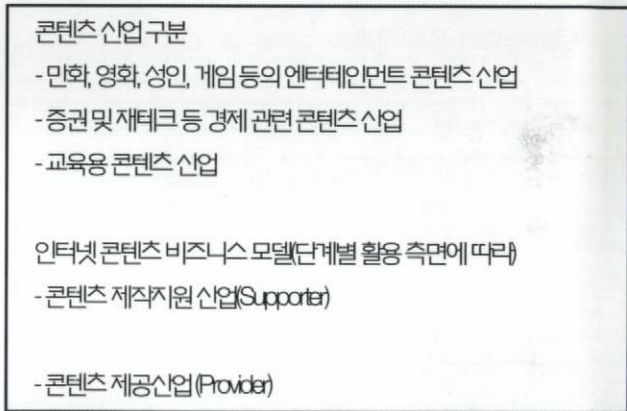 콘텐츠 산업 구분
- 만화, 영화, 성인, 게임 등의 엔터테인먼트 콘텐츠 산업
- 증권 및 재테크 등 경제 관련 콘텐츠 산업
- 교육용 콘텐츠 산업
인터넷 콘텐츠 비즈니스 모델(단계별 활용 측면에 따라)
- 콘텐츠 제작지원 산업(Supporter)
- 콘텐츠 제공산업 (Provider)